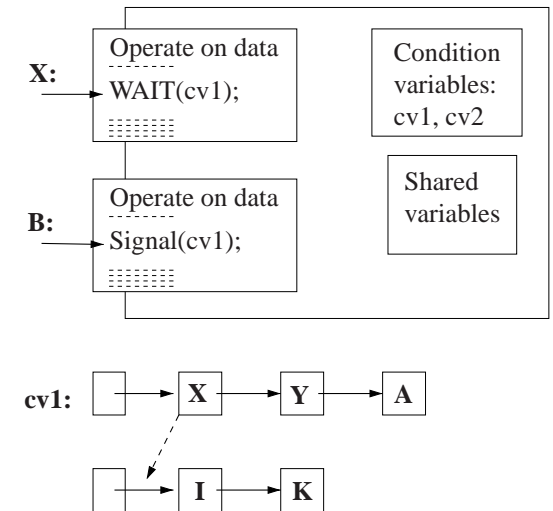 Operate on data
X:
WAIT(cv1);
Condition
variables:
cv1, cv2
Operate on data
B:
Signal(cv1);
Shared
variables
cv1: X Y A
I K